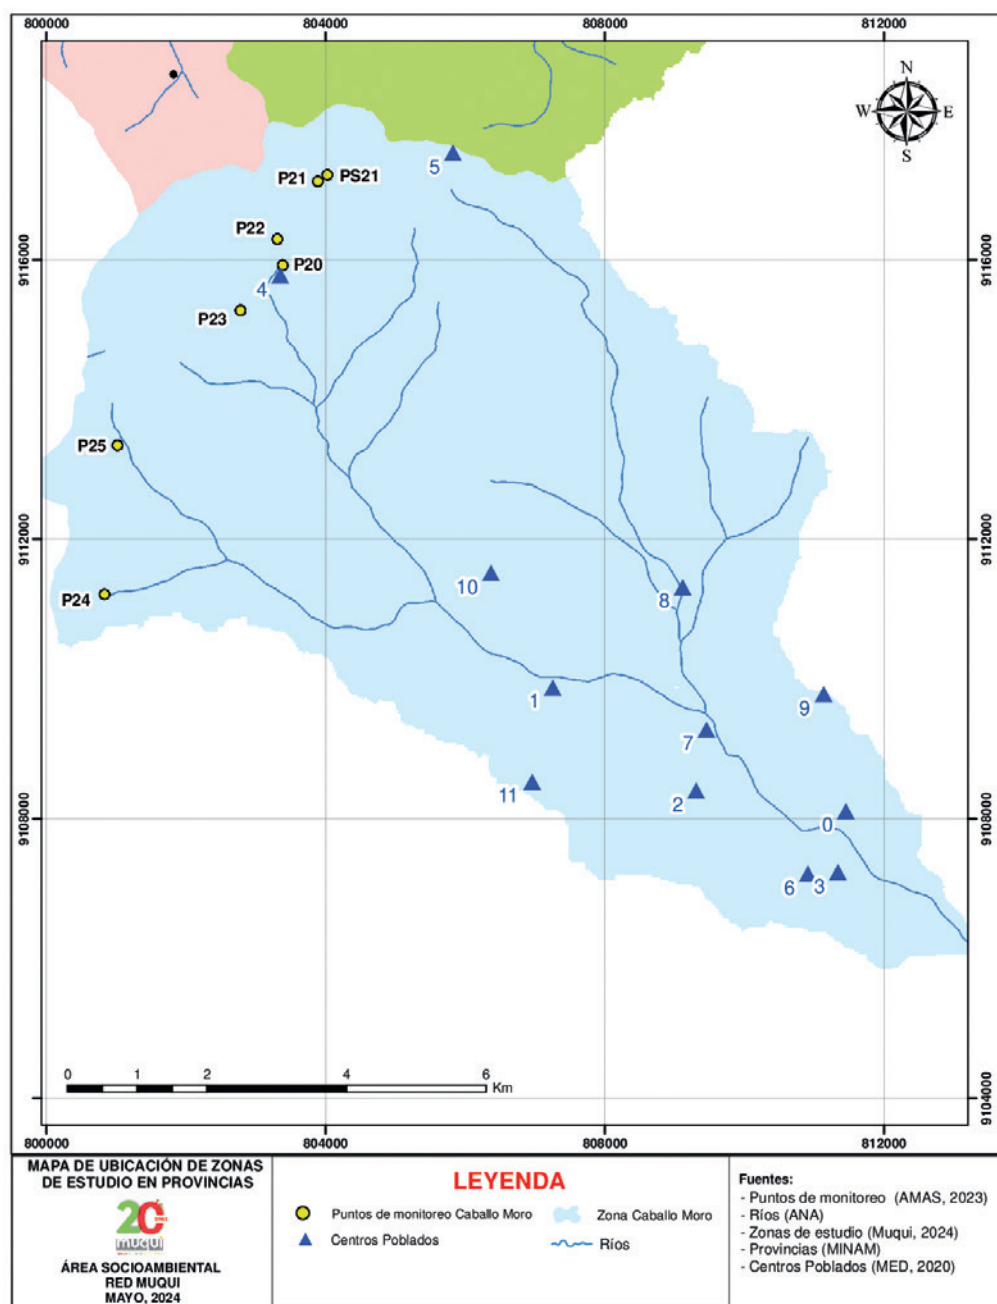 800000 804000 808000 812000
N
W E
S
5
P21 PS21
P22
9116000 9116000
P20
4
P23
P25
9112000 9112000
10
8
P24
1
9
7
11
2
9108000 9108000
0
6 3
0 1 2 4 6
Km
9104000 9104000
800000 804000 808000 812000
MAPA DE UBICACIÓN DE ZONAS
DE ESTUDIO EN PROVINCIAS
20
muqui
ÁREA SOCIOAMBIENTAL
RED MUQUI
MAYO, 2024
LEYENDA
Puntos de monitoreo Caballo Moro
Zona Caballo Moro
Centros Poblados
Ríos
Fuentes:
- Puntos de monitoreo (AMAS, 2023)
- Ríos (ANA)
- Zonas de estudio (Muqui, 2024)
- Provincias (MINAM)
- Centros Poblados (MED, 2020)